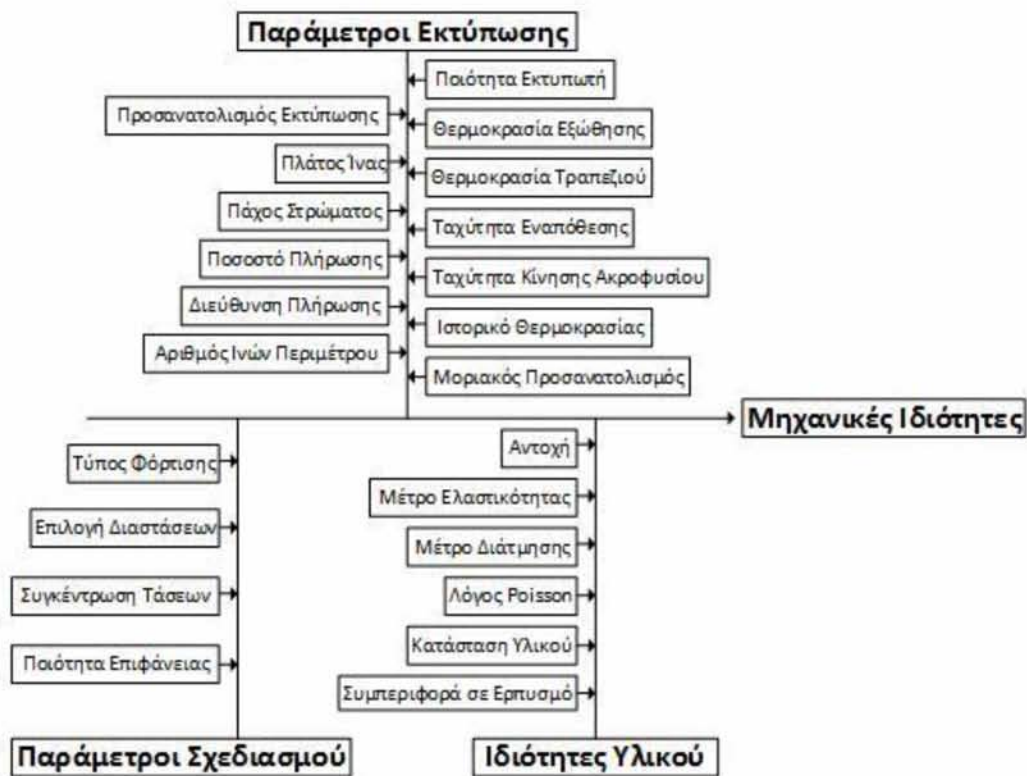 Παράμετροι Εκτύπωσης
Ποιότητα Εκτυπωτή
Προσανατολισμός Εκτύπωσης
Θερμοκρασία Εξώθησης
Πλάτος Ίνας
Θερμοκρασία Τραπεζιού
Πάχος Στρώματος
Ταχύτητα Εναπόθεσης
Ποσοστό Πλήρωσης
Ταχύτητα Κίνησης Ακροφυσίου
Διεύθυνση Πλήρωσης
Ιστορικό Θερμοκρασίας
Αριθμός Ινών Περιμέτρου
Μοριακός Προσανατολισμός
Μηχανικές Ιδιότητες
Τύπος Φόρτισης
Επιλογή Διαστάσεων
Συγκέντρωση Τάσεων
Ποιότητα Επιφάνειας
Παράμετροι Σχεδιασμού
Αντοχή
Μέτρο Ελαστικότητας
Μέτρο Διάτμησης
Λόγος Poisson
Κατάσταση Υλικού
Συμπεριφορά σε Ερπυσμό
Ιδιότητες Υλικού